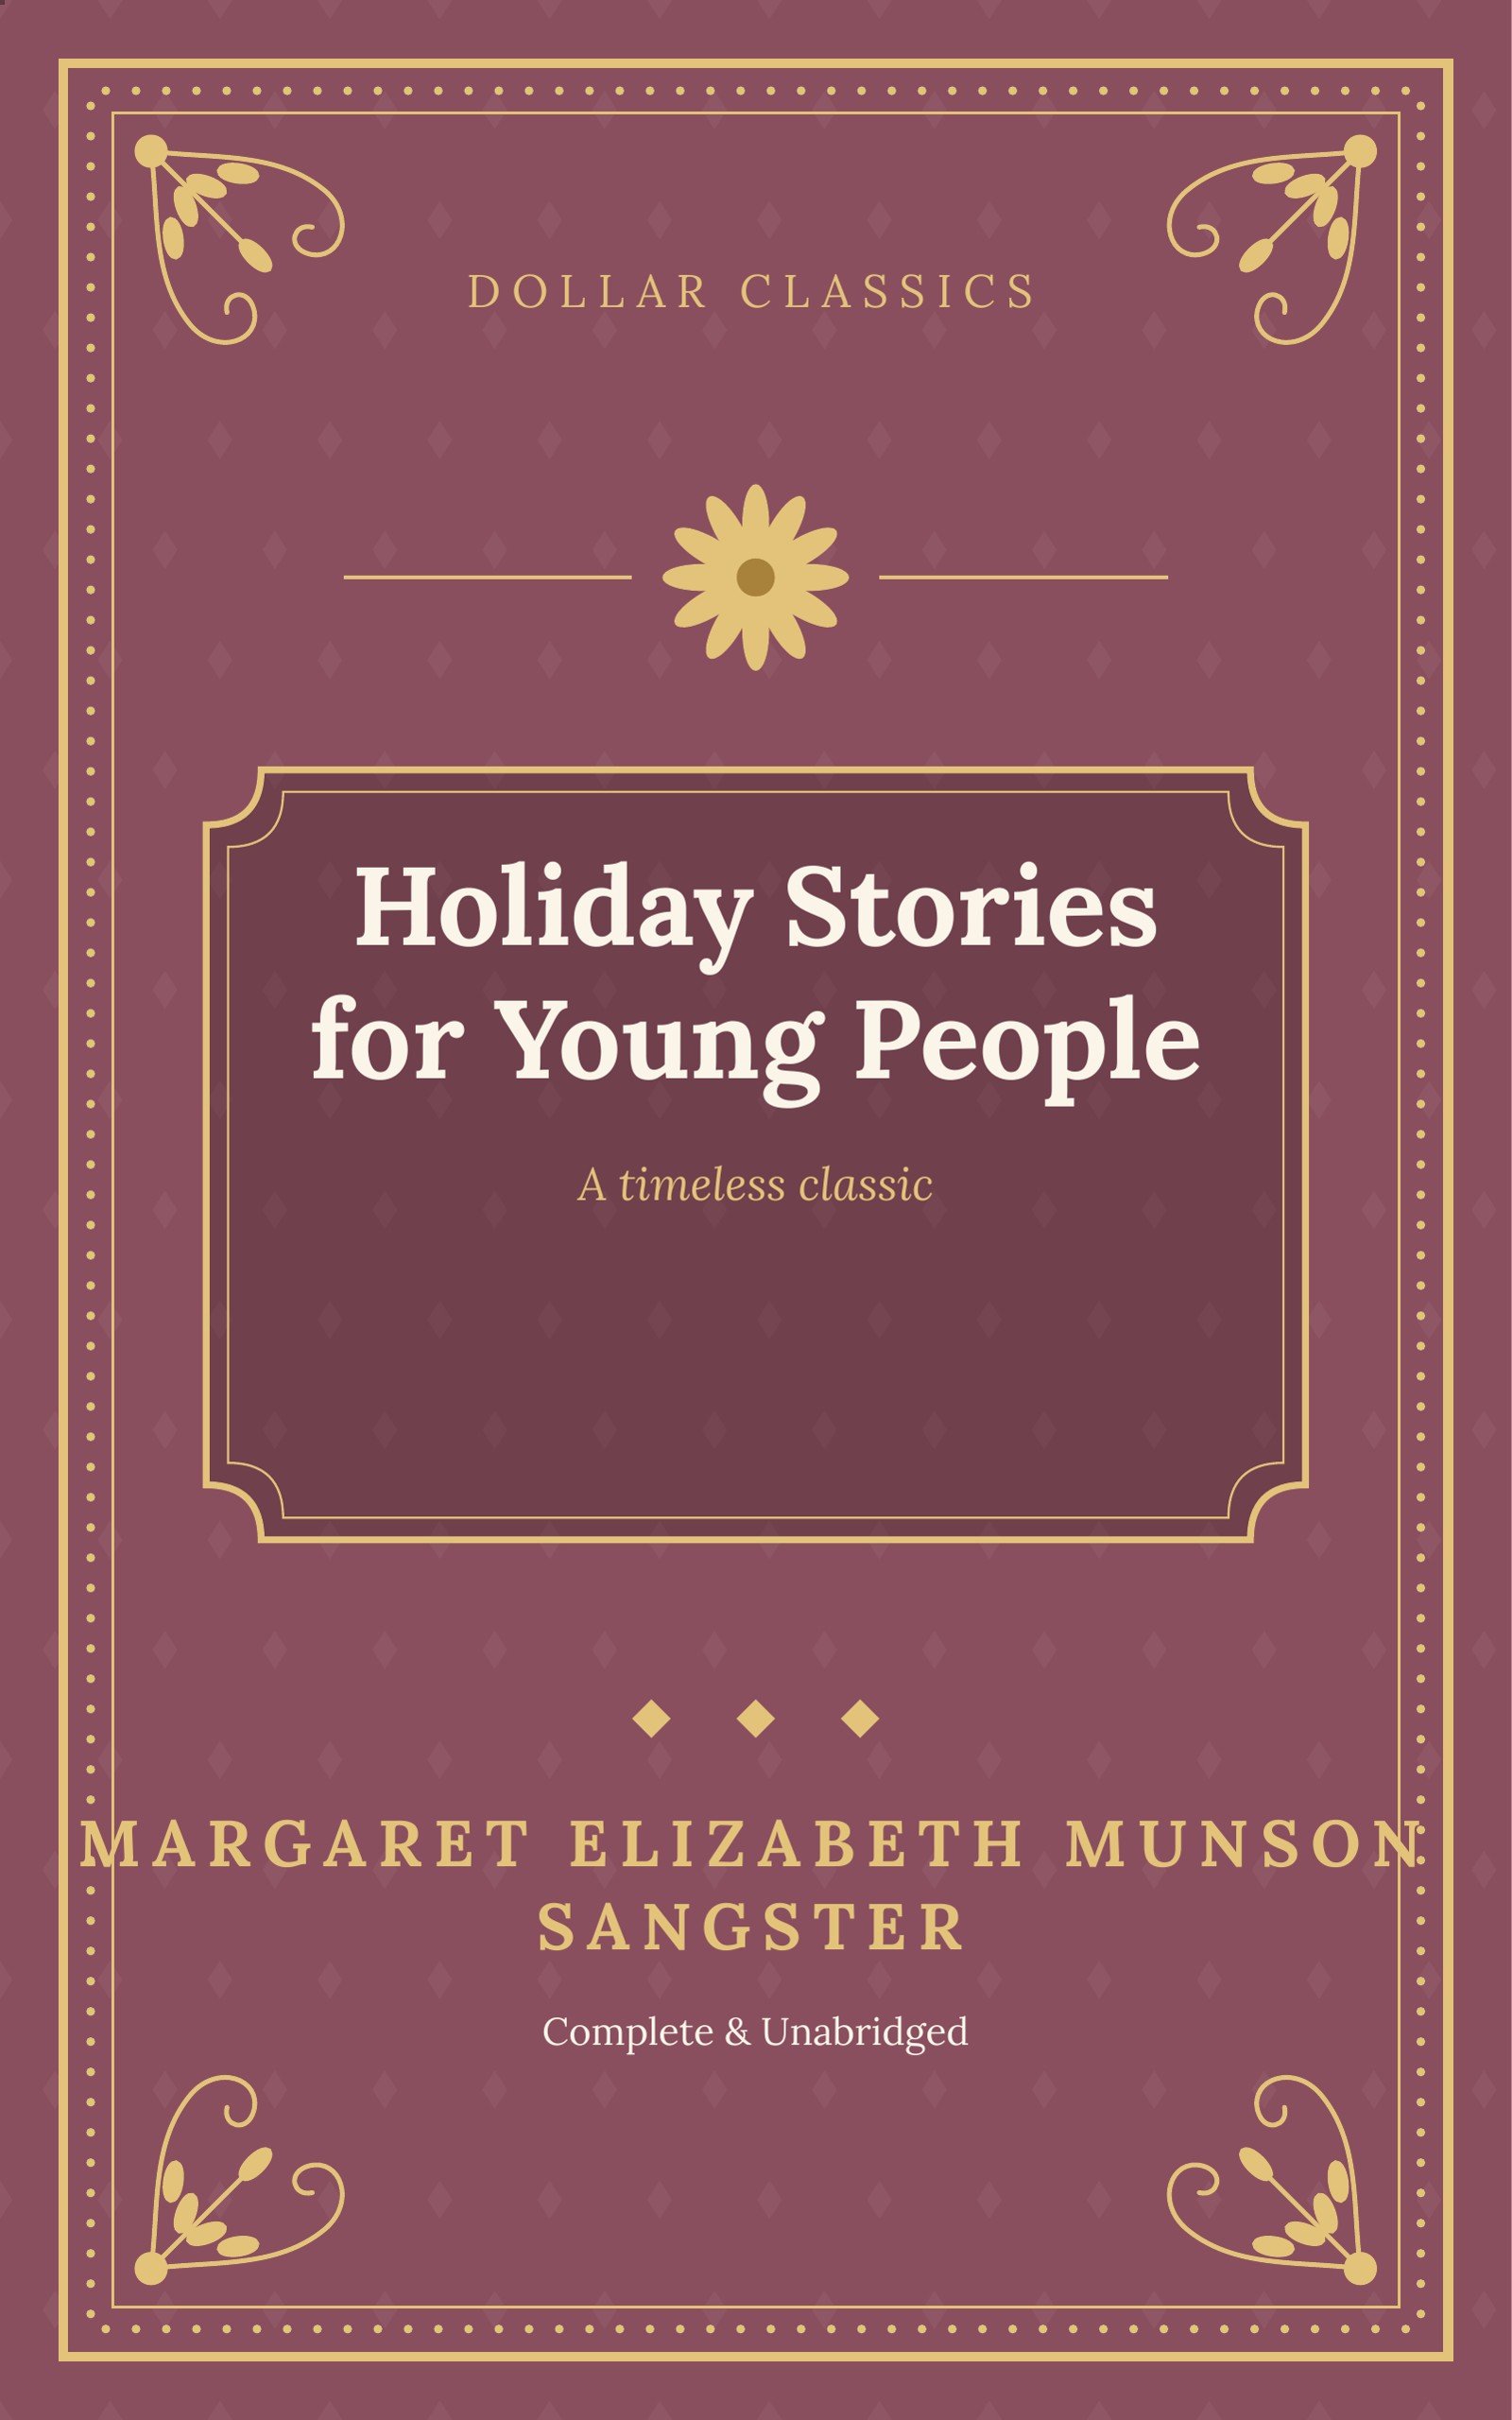 DOLLAR CLASSICS
Holiday Stories
for Young People
A timeless classic
MARGARET ELIZABETH MUNSON
SANGSTER
Complete & Unabridged